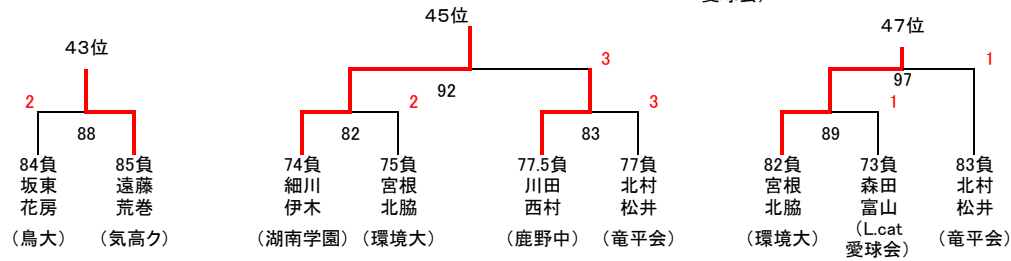 愛球会）
45位
47位
43位
3
1
97
92
2
2
3
1
88
82
83
89
84負 85負 74負 75負 77.5負 77負 82負 73負 83負
坂東 遠藤 細川 宮根 川田 北村 宮根 森田 北村
花房 荒巻 伊木 北脇 西村 松井 北脇 富山 松井
（鳥大） （気高ク） （湖南学園） （環境大） （鹿野中） （竜平会） （環境大） （L.cat （竜平会）
愛球会）